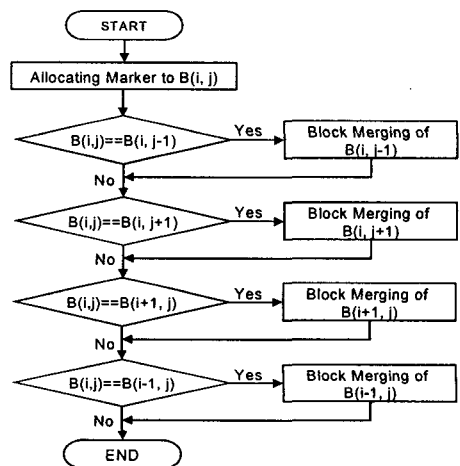 START
Allocating Marker to B(i, j)
B(i,j)==B(i, j-1)
Yes
Block Merging of
B(i, j-1)
No
B(i,j)==B(i, j+1)
Yes
Block Merging of
B(i, j+1)
No
B(i,j)==B(i+1, j)
Yes
Block Merging of
B(i+1, j)
No
B(i,j)==B(i-1, j)
Yes
Block Merging of
B(i-1, j)
No
END